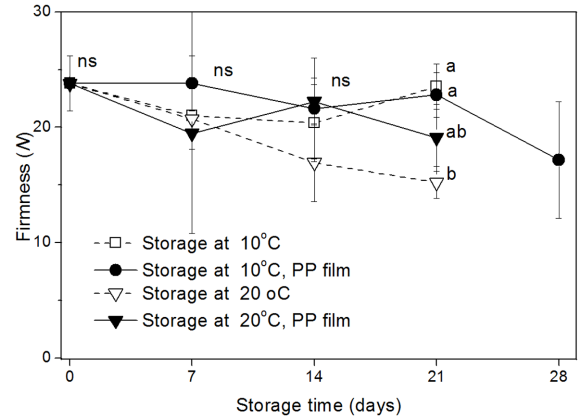 30
ns
ns
ns
a
a
20
ab
b
Firmness (N)
10
Storage at 10°C
Storage at 10°C, PP film
Storage at 20 oC
Storage at 20°C, PP film
0
0 7 14 21 28
Storage time (days)